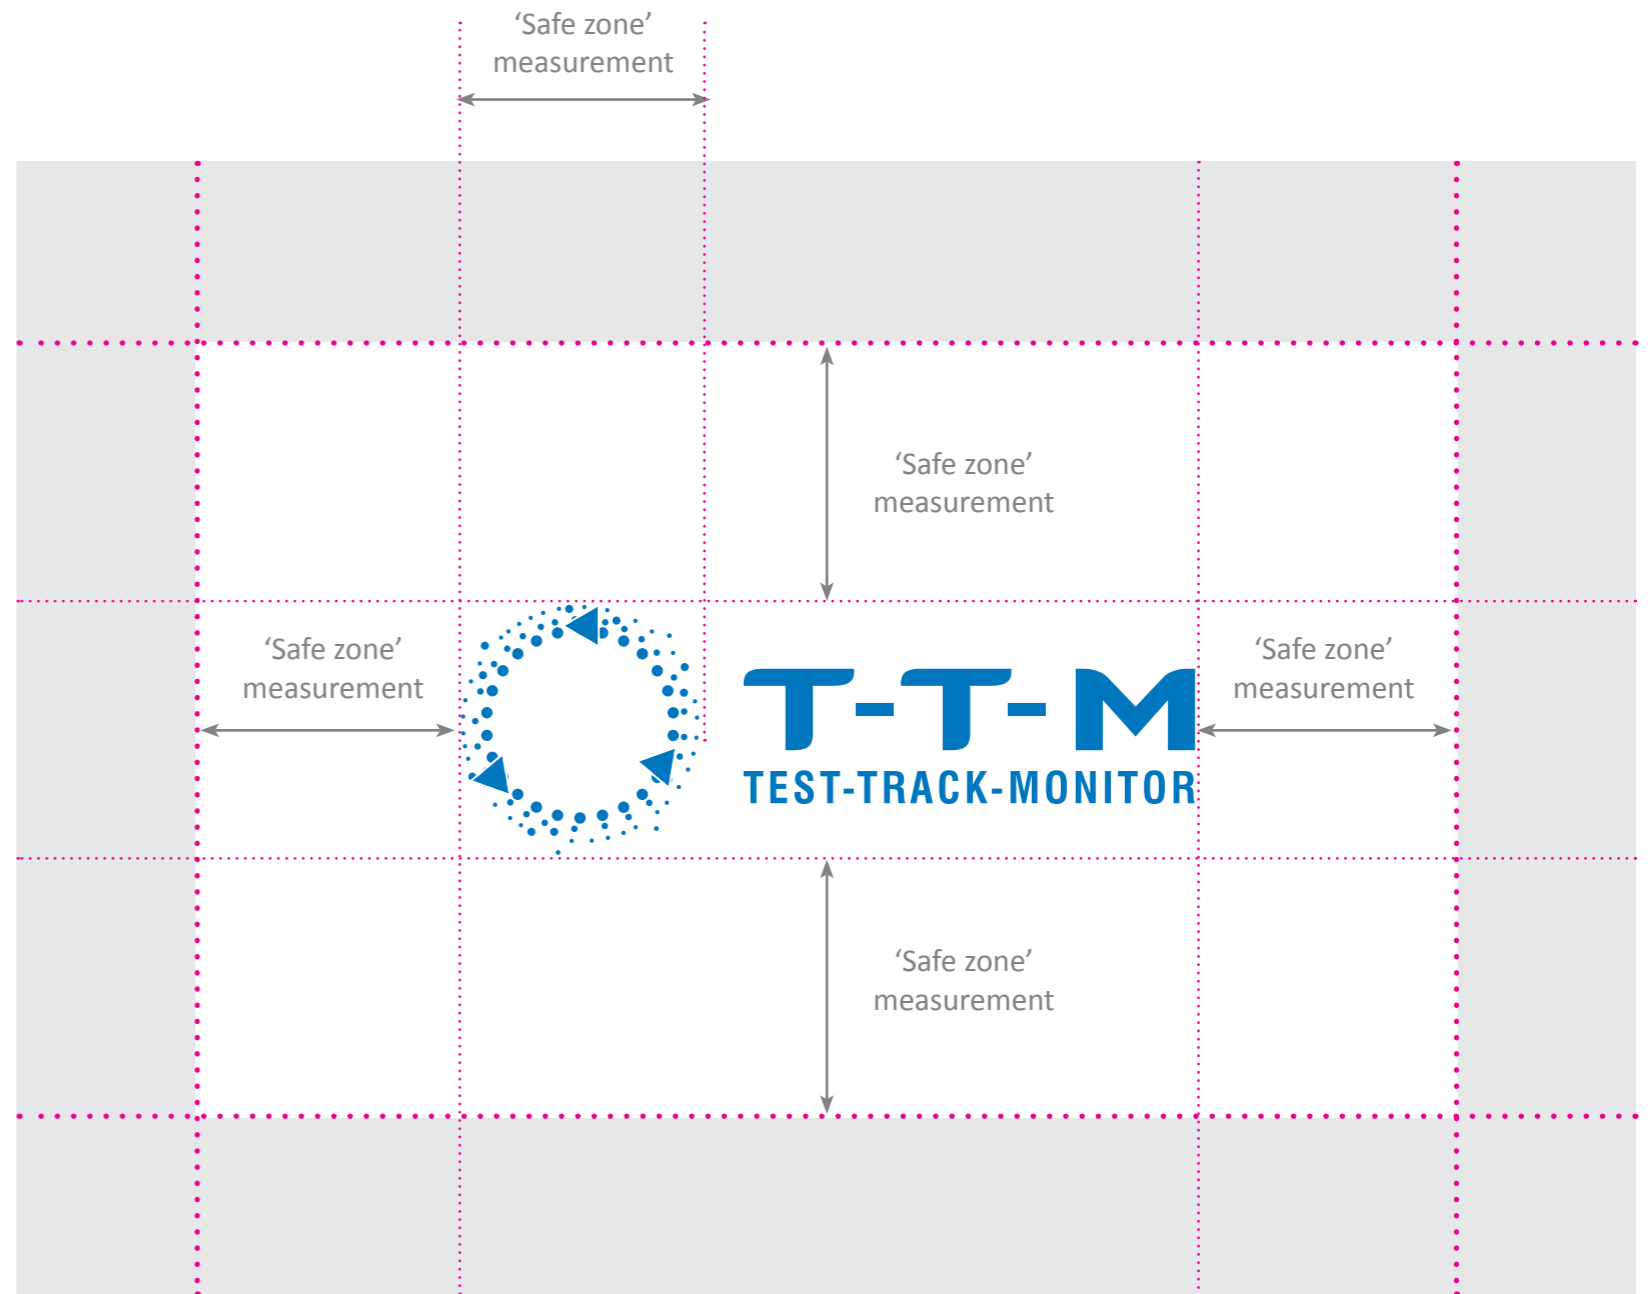 ‘Safe zone’
measurement
‘Safe zone’
measurement
‘Safe zone’
measurement
‘Safe zone’
measurement
T-T-M
TEST-TRACK-MONITOR
‘Safe zone’
measurement